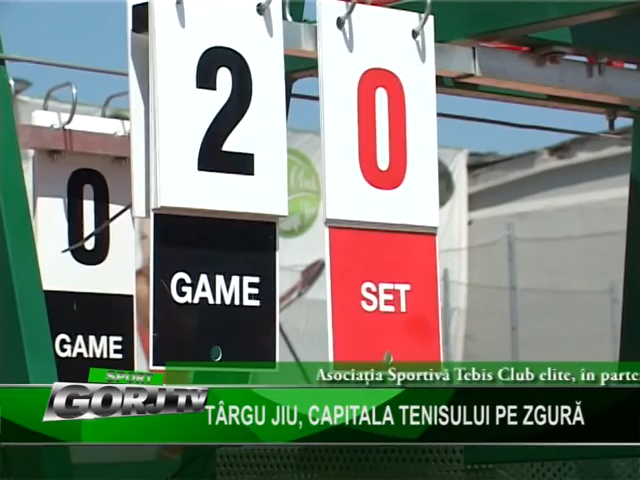 2
0
0
GAME
SET
GAME
Asociația Sportivă Tebis Club elite, în parte
SPORT
GORJ TV
TÂRGU JIU, CAPITALA TENISULUI PE ZGURĂ